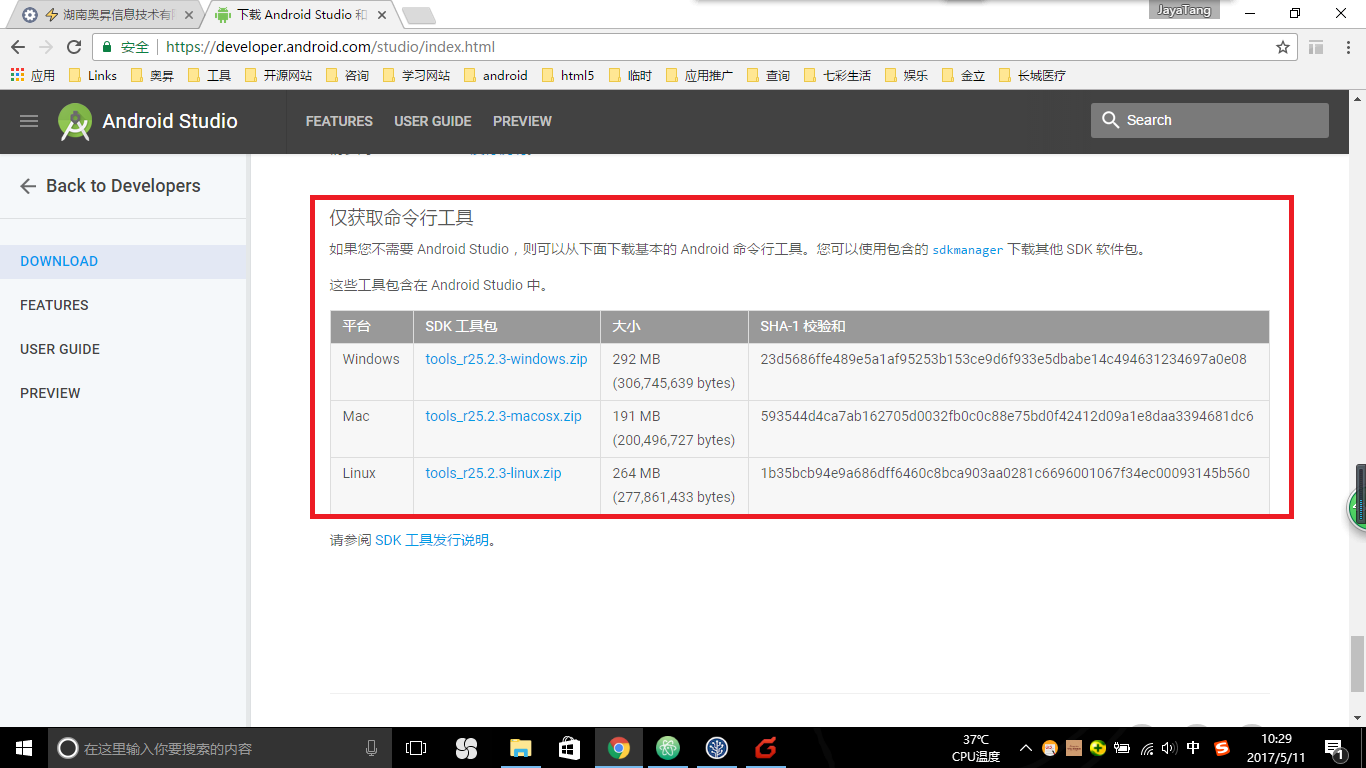 湖南奥昇信息技术有
下载 Android Studio 和
JayaTang
安全 https://developer.android.com/studio/index.html
应用 Links 奥昇 工具 开源网站 咨询 学习网站 android html5 临时 应用推广 查询 七彩生活 娱乐 金立 长城医疗
Android Studio FEATURES USER GUIDE PREVIEW Search
Back to Developers
DOWNLOAD
FEATURES
USER GUIDE
PREVIEW
仅获取命令行工具
如果您不需要 Android Studio，则可以从下面下载基本的 Android 命令行工具。您可以使用包含的 sdkmanager 下载其他 SDK 软件包。
这些工具包含在 Android Studio 中。
平台 SDK 工具包 大小 SHA-1 校验和
Windows tools_r25.2.3-windows.zip 292 MB 23d5686ffe489e5a1af95253b153ce9d6f933e5dbabe14c494631234697a0e08
(306,745,639 bytes)
Mac tools_r25.2.3-macosx.zip 191 MB 593544d4ca7ab162705d0032fb0c0c88e75bd0f42412d09a1e8daa3394681dc6
(200,496,727 bytes)
Linux tools_r25.2.3-linux.zip 264 MB 1b35bcb94e9a686dff6460c8bca903aa0281c6696001067f34ec00093145b560
(277,861,433 bytes)
请参阅 SDK 工具发行说明。
在这里输入你要搜索的内容
37℃
CPU温度
中
10:29
2017/5/11
1